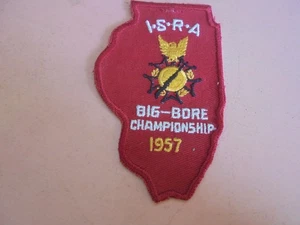 I·S·R·A
BIG-BORE
CHAMPIONSHIP
1957